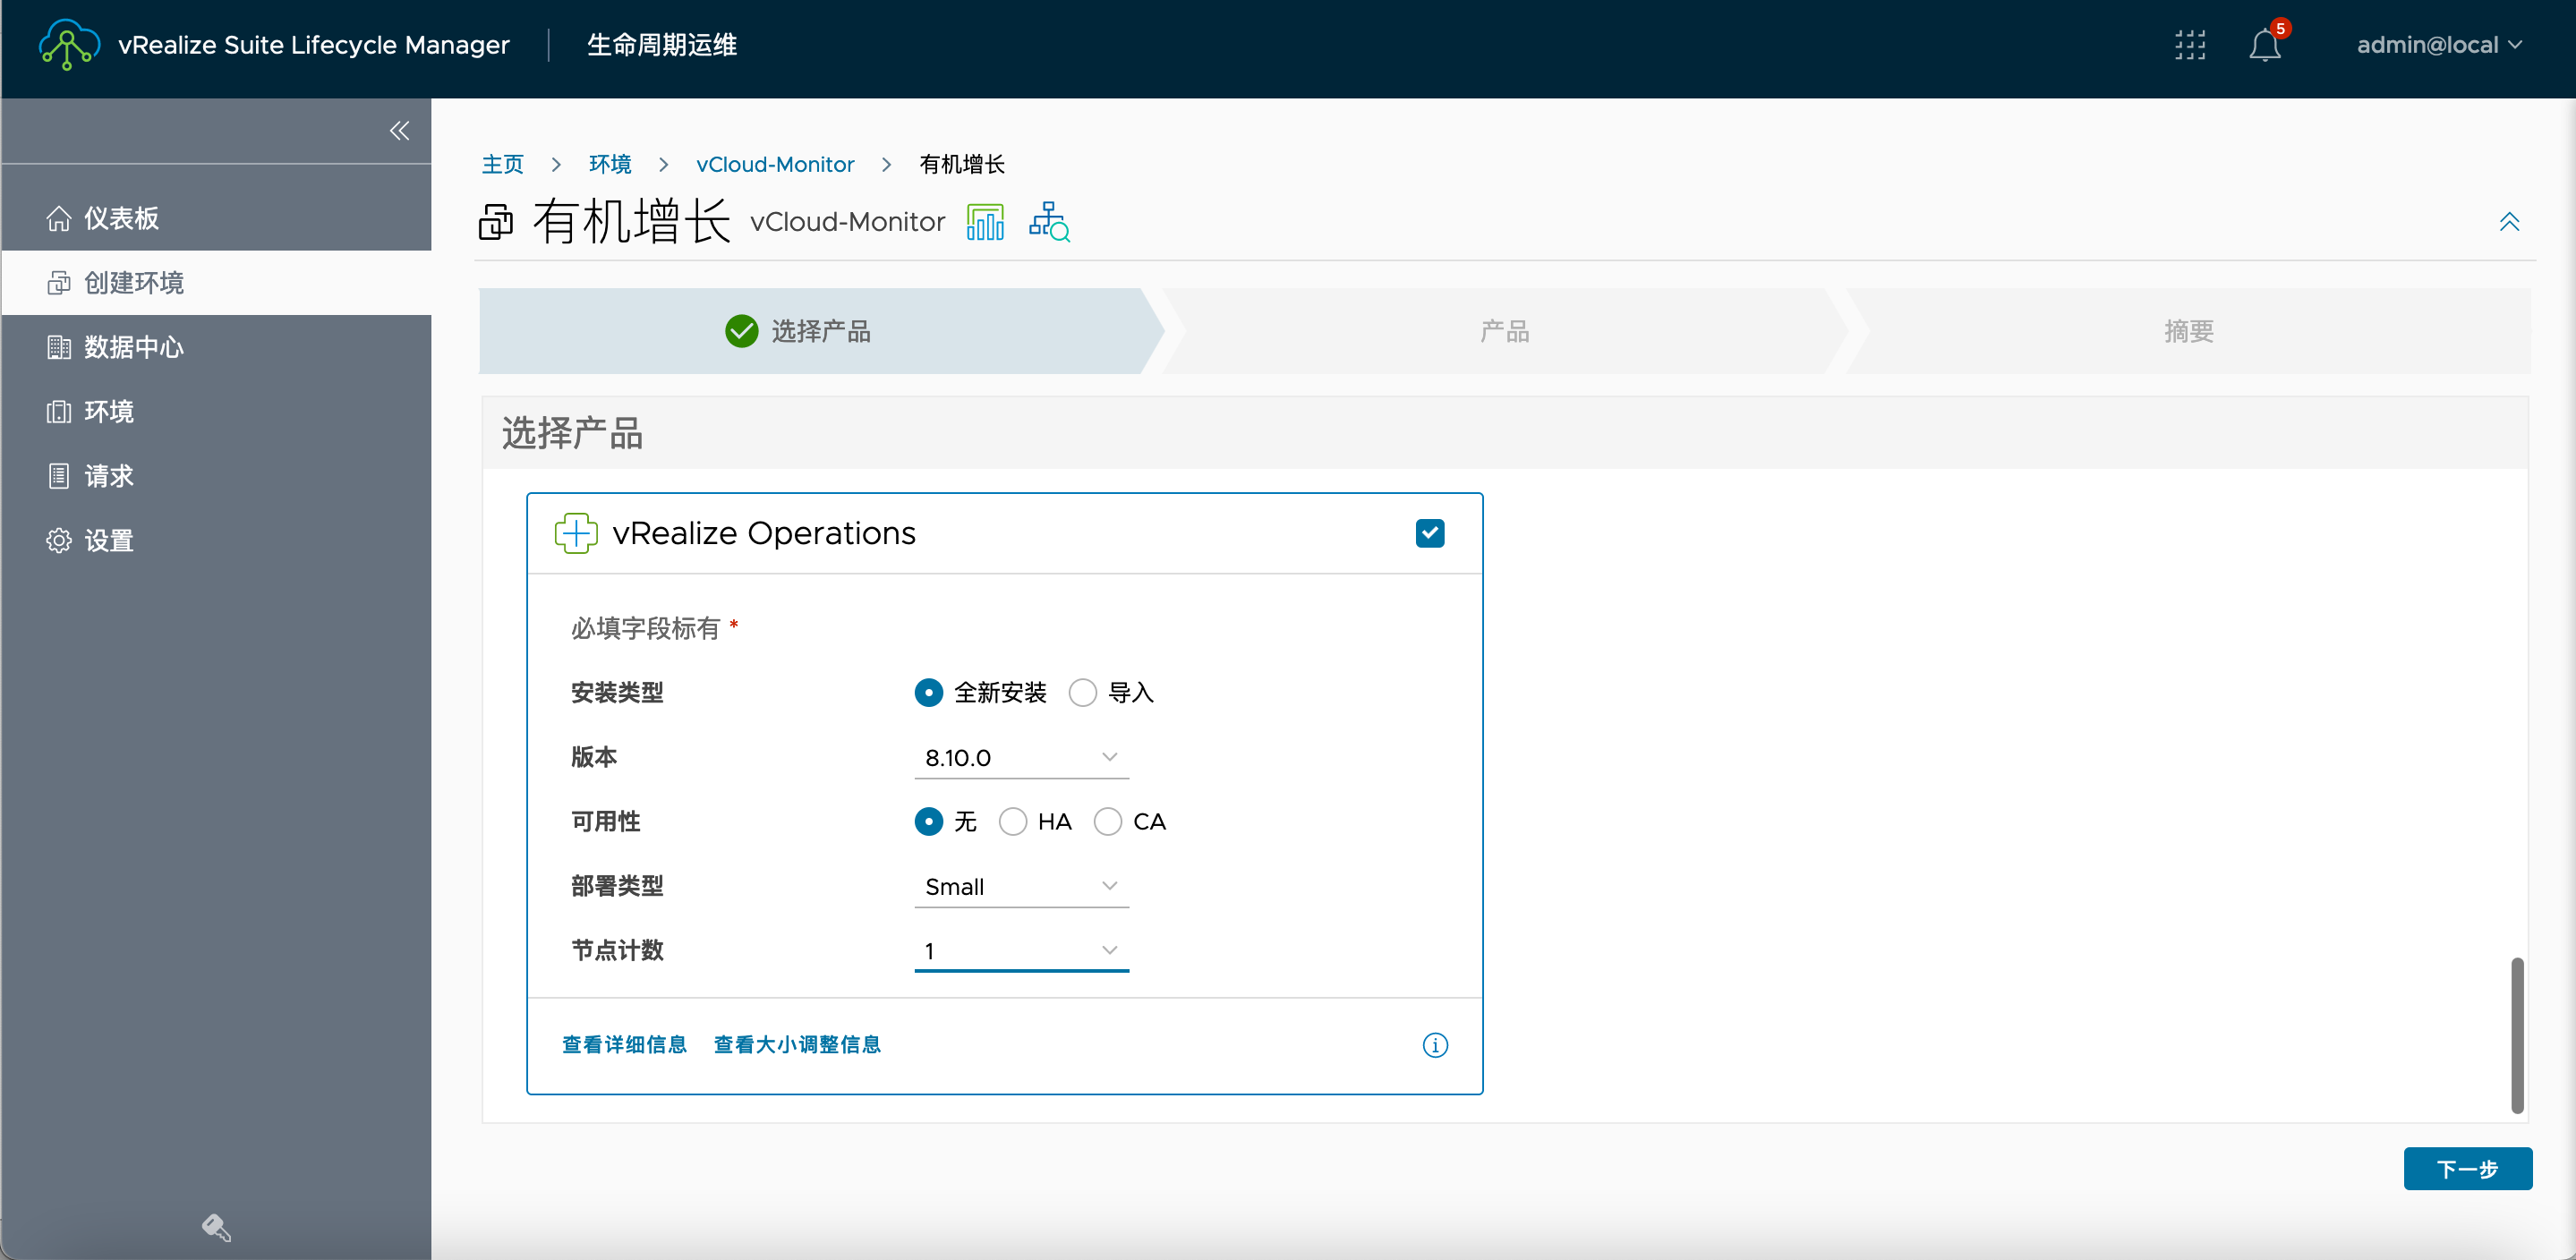 vRealize Suite Lifecycle Manager 生命周期运维 5 admin@local
主页 > 环境 > vCloud-Monitor > 有机增长
有机增长 vCloud-Monitor
仪表板
创建环境
数据中心
环境
请求
设置
选择产品 产品 摘要
选择产品
vRealize Operations
必填字段标有 *
安装类型 全新安装 导入
版本 8.10.0
可用性 无 HA CA
部署类型 Small
节点计数 1
查看详细信息 查看大小调整信息
下一步